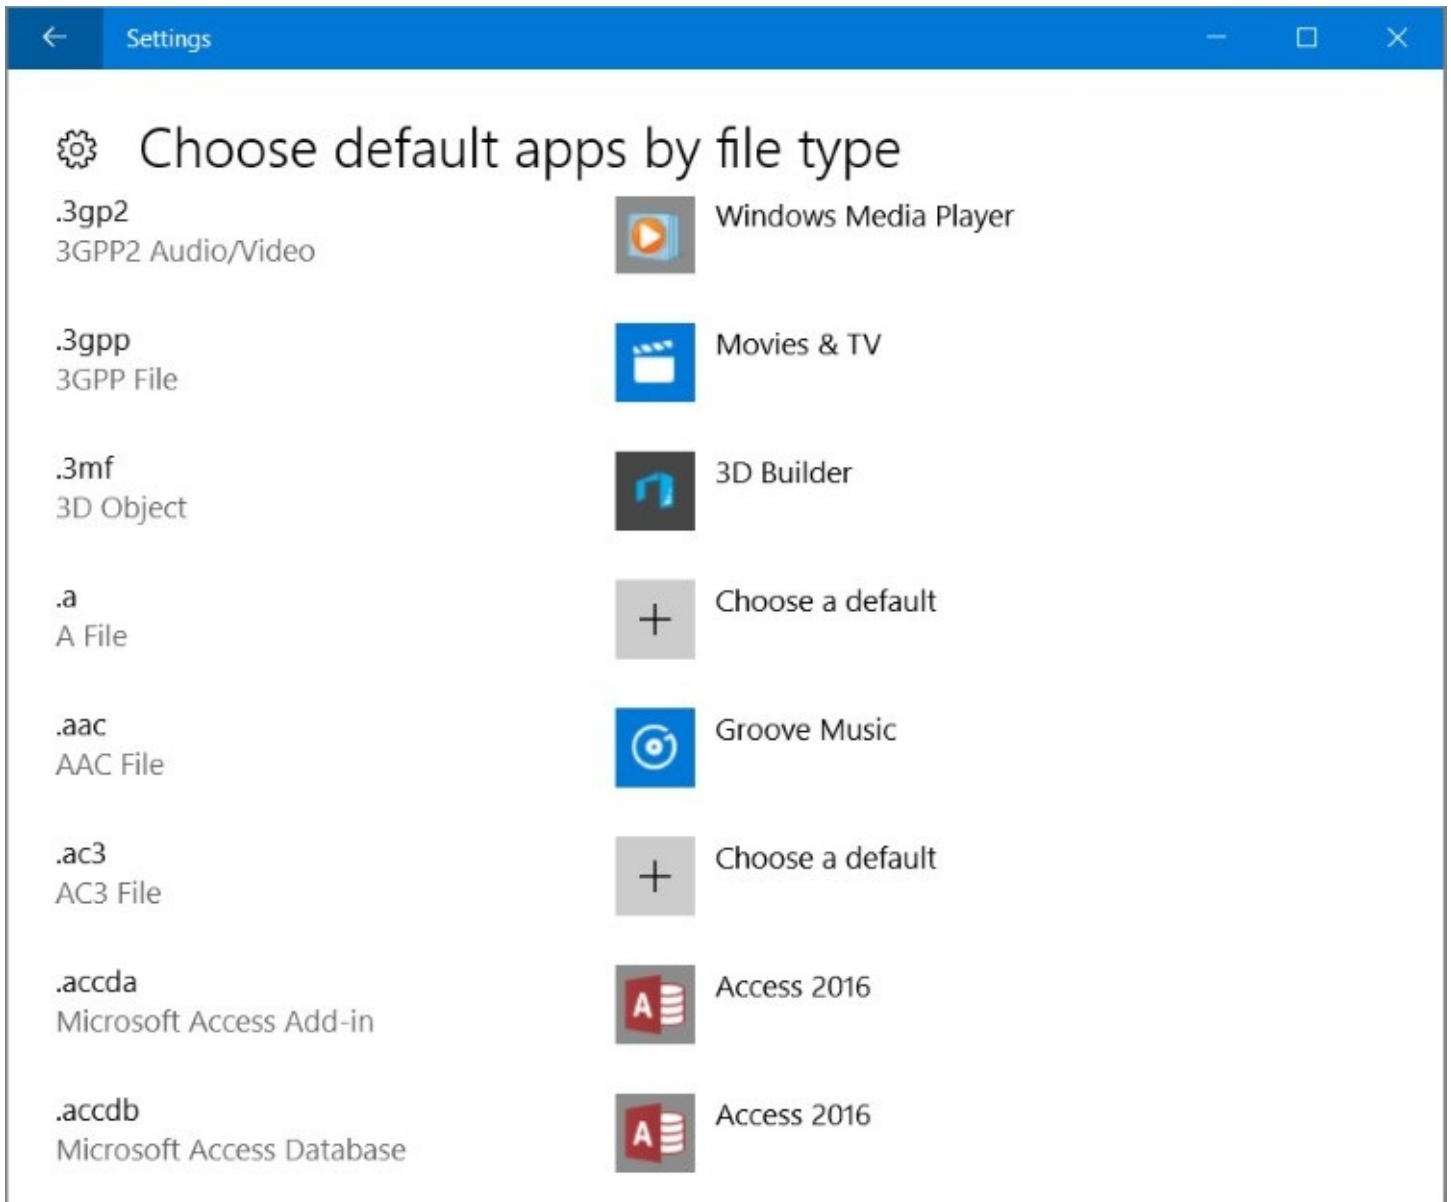 Settings
Choose default apps by file type
.3gp2
3GPP2 Audio/Video
Windows Media Player
.3gpp
3GPP File
Movies & TV
.3mf
3D Object
3D Builder
.a
A File
Choose a default
.aac
AAC File
Groove Music
.ac3
AC3 File
Choose a default
.accda
Microsoft Access Add-in
A
Access 2016
.accdb
Microsoft Access Database
A
Access 2016